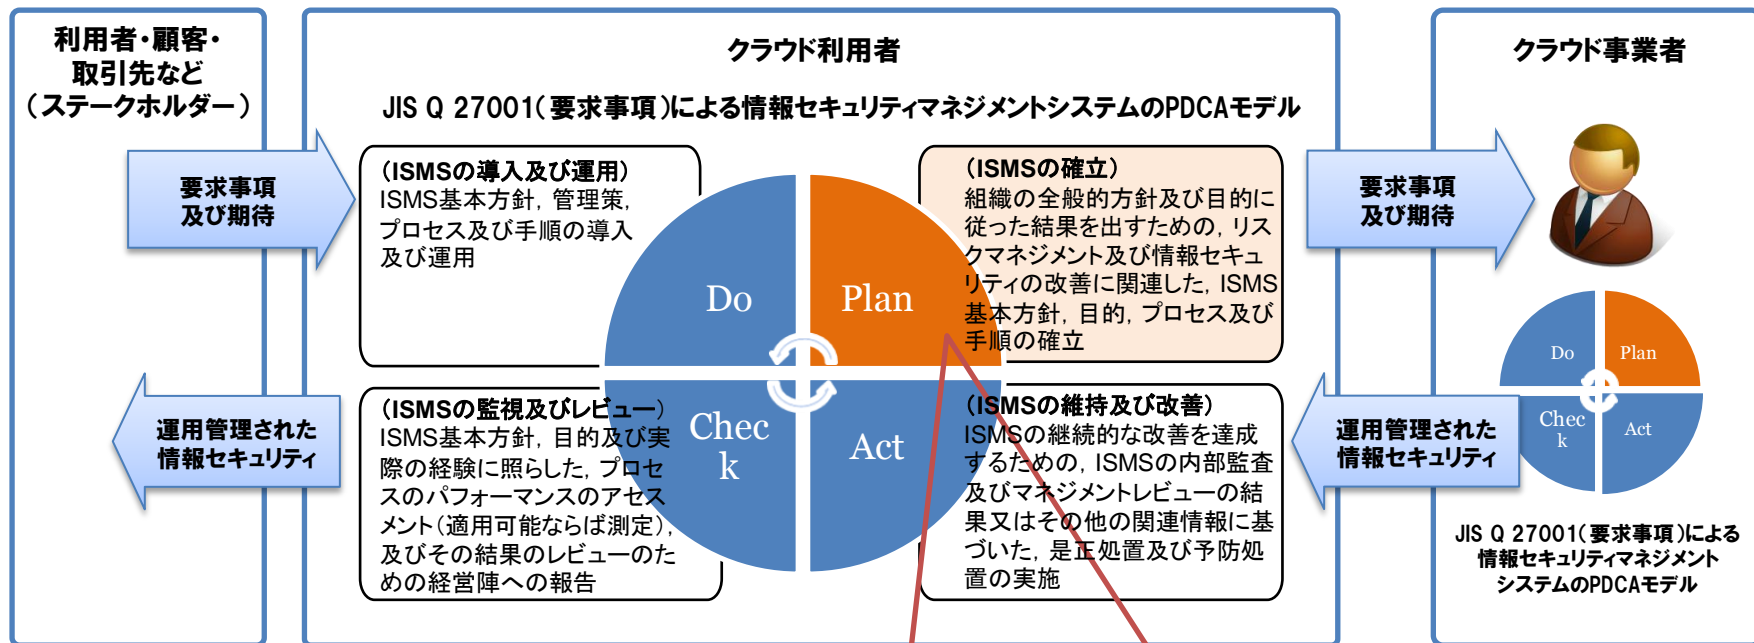 利用者・顧客・
取引先など
（ステークホルダー）
要求事項
及び期待
運用管理された
情報セキュリティ
クラウド利用者
JIS Q 27001（要求事項）による情報セキュリティマネジメントシステムのPDCAモデル
（ISMSの導入及び運用）
ISMS基本方針，管理策，
プロセス及び手順の導入
及び運用
（ISMSの確立）
組織の全般的方針及び目的に
従った結果を出すための，リス
クマネジメント及び情報セキュ
リティの改善に関連した，ISMS
基本方針，目的，プロセス及び
手順の確立
Do
Plan
（ISMSの監視及びレビュー）
ISMS基本方針，目的及び実
際の経験に照らした，プロセ
スのパフォーマンスのアセス
メント（適用可能ならば測定），
及びその結果のレビューのた
めの経営陣への報告
Chec
k
Act
（ISMSの維持及び改善）
ISMSの継続的な改善を達成
するための，ISMSの内部監査
及びマネジメントレビューの結
果又はその他の関連情報に基
づいた，是正処置及び予防処
置の実施
要求事項
及び期待
運用管理された
情報セキュリティ
クラウド事業者
Do
Plan
Chec
k
Act
JIS Q 27001（要求事項）による
情報セキュリティマネジメント
システムのPDCAモデル